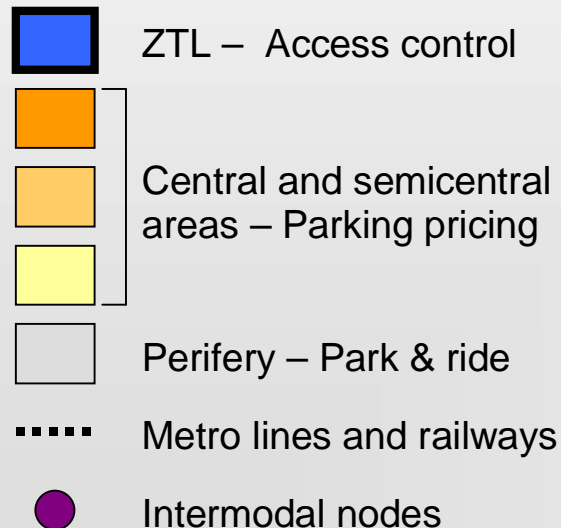 ZTL – Access control
Central and semicentral
areas – Parking pricing
Perifery – Park & ride
Metro lines and railways
Intermodal nodes